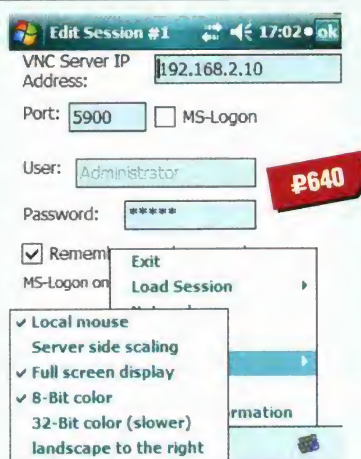 Edit Session #1 17:02 ok
VNC Server IP Address:
192.168.2.10
Port: 5900 MS-Logon
User: Administrator
₽640
Password: *****
Exit
MS-Logon on
Load Session
Local mouse
Server side scaling
Full screen display
8-Bit color
32-Bit color (slower)
landscape to the right